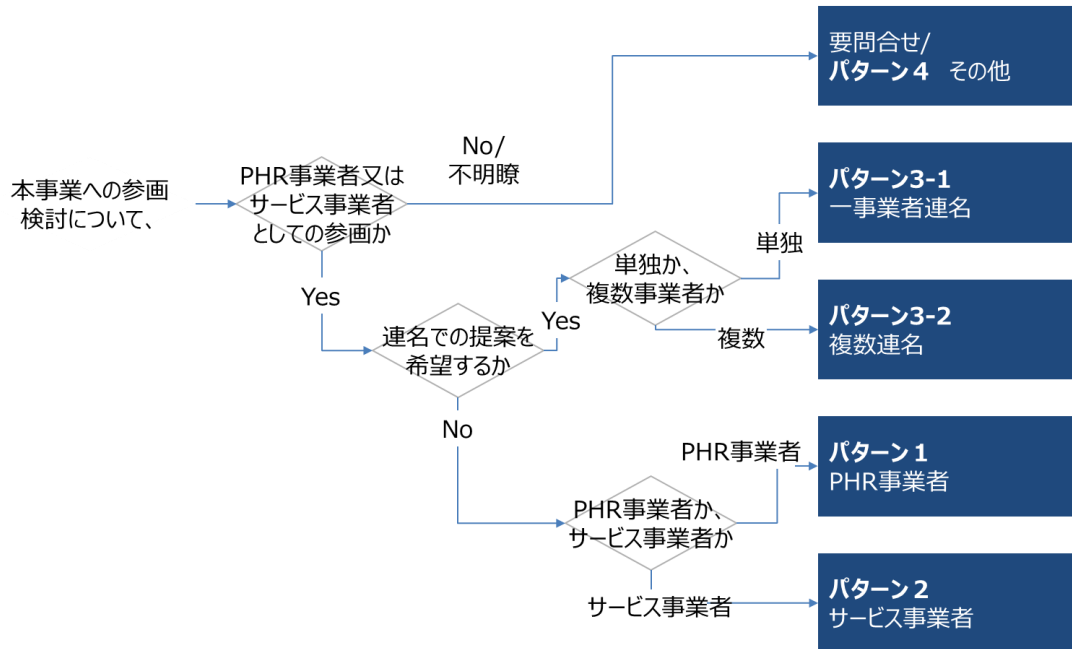 本事業への参画
検討について、
PHR事業者又は
サービス事業者
としての参画か
No/
不明瞭
要問合せ/
パターン４　その他
Yes
連名での提案を
希望するか
Yes
単独か、
複数事業者か
単独
パターン3-1
一事業者連名
複数
パターン3-2
複数連名
No
PHR事業者か、
サービス事業者か
PHR事業者
パターン１
PHR事業者
サービス事業者
パターン２
サービス事業者